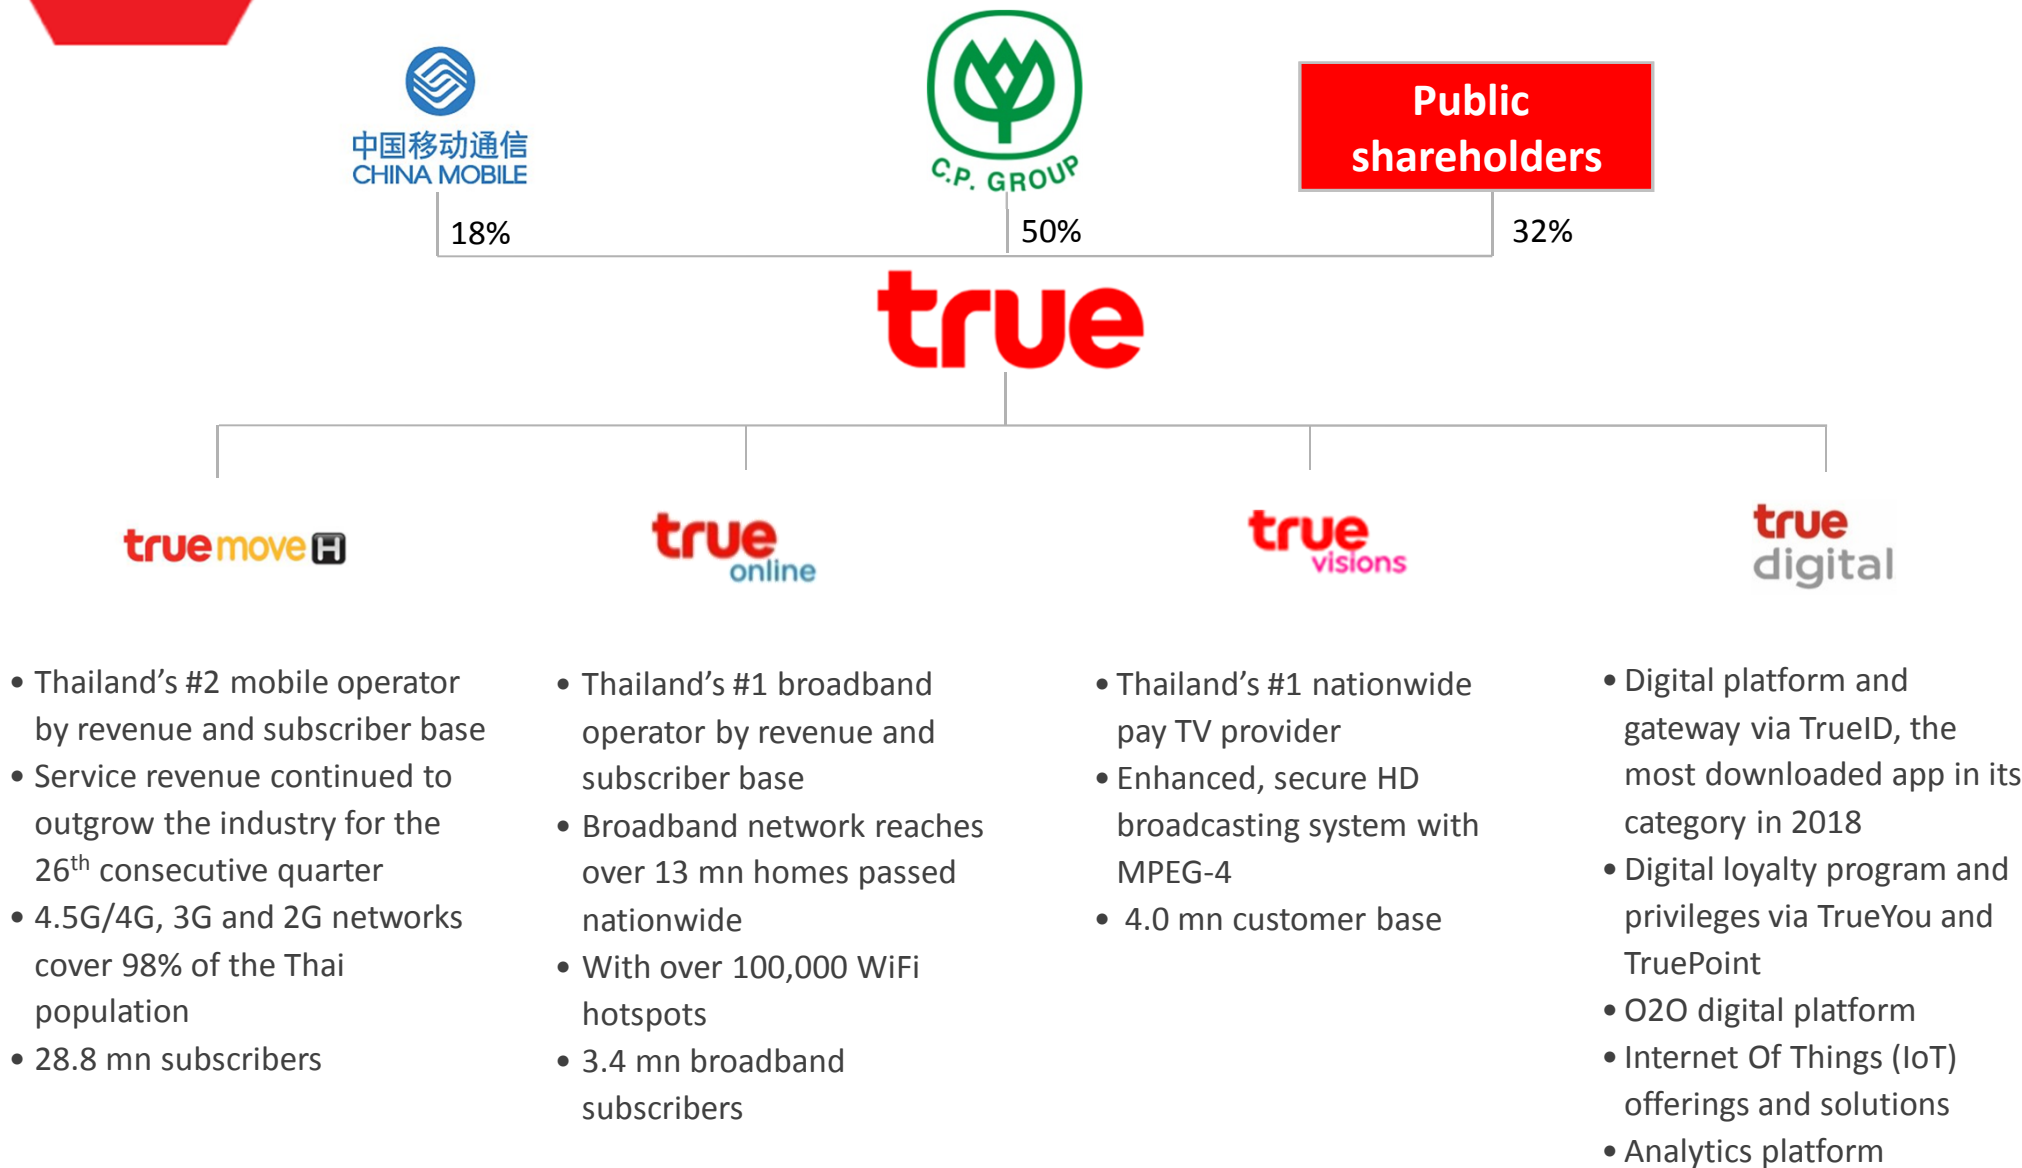 中国移动通信
CHINA MOBILE
C.P. GROUP
Public
shareholders
18%
50%
32%
true
true move H
• Thailand’s #2 mobile operator
by revenue and subscriber base
• Service revenue continued to
outgrow the industry for the
26th consecutive quarter
• 4.5G/4G, 3G and 2G networks
cover 98% of the Thai
population
• 28.8 mn subscribers
true
online
• Thailand’s #1 broadband
operator by revenue and
subscriber base
• Broadband network reaches
over 13 mn homes passed
nationwide
• With over 100,000 WiFi
hotspots
• 3.4 mn broadband
subscribers
true
visions
• Thailand’s #1 nationwide
pay TV provider
• Enhanced, secure HD
broadcasting system with
MPEG-4
• 4.0 mn customer base
true
digital
• Digital platform and
gateway via TrueID, the
most downloaded app in its
category in 2018
• Digital loyalty program and
privileges via TrueYou and
TruePoint
• O2O digital platform
• Internet Of Things (IoT)
offerings and solutions
• Analytics platform